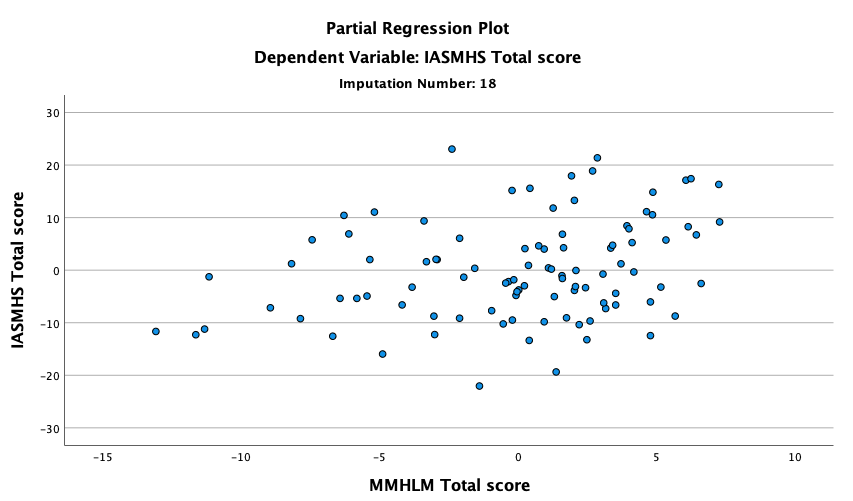 Partial Regression Plot
Dependent Variable: IASMHS Total score
Imputation Number: 18
30
20
10
0
-10
-20
-30
IASMHS Total score
-15
-10
-5
0
5
10
MMHLM Total score